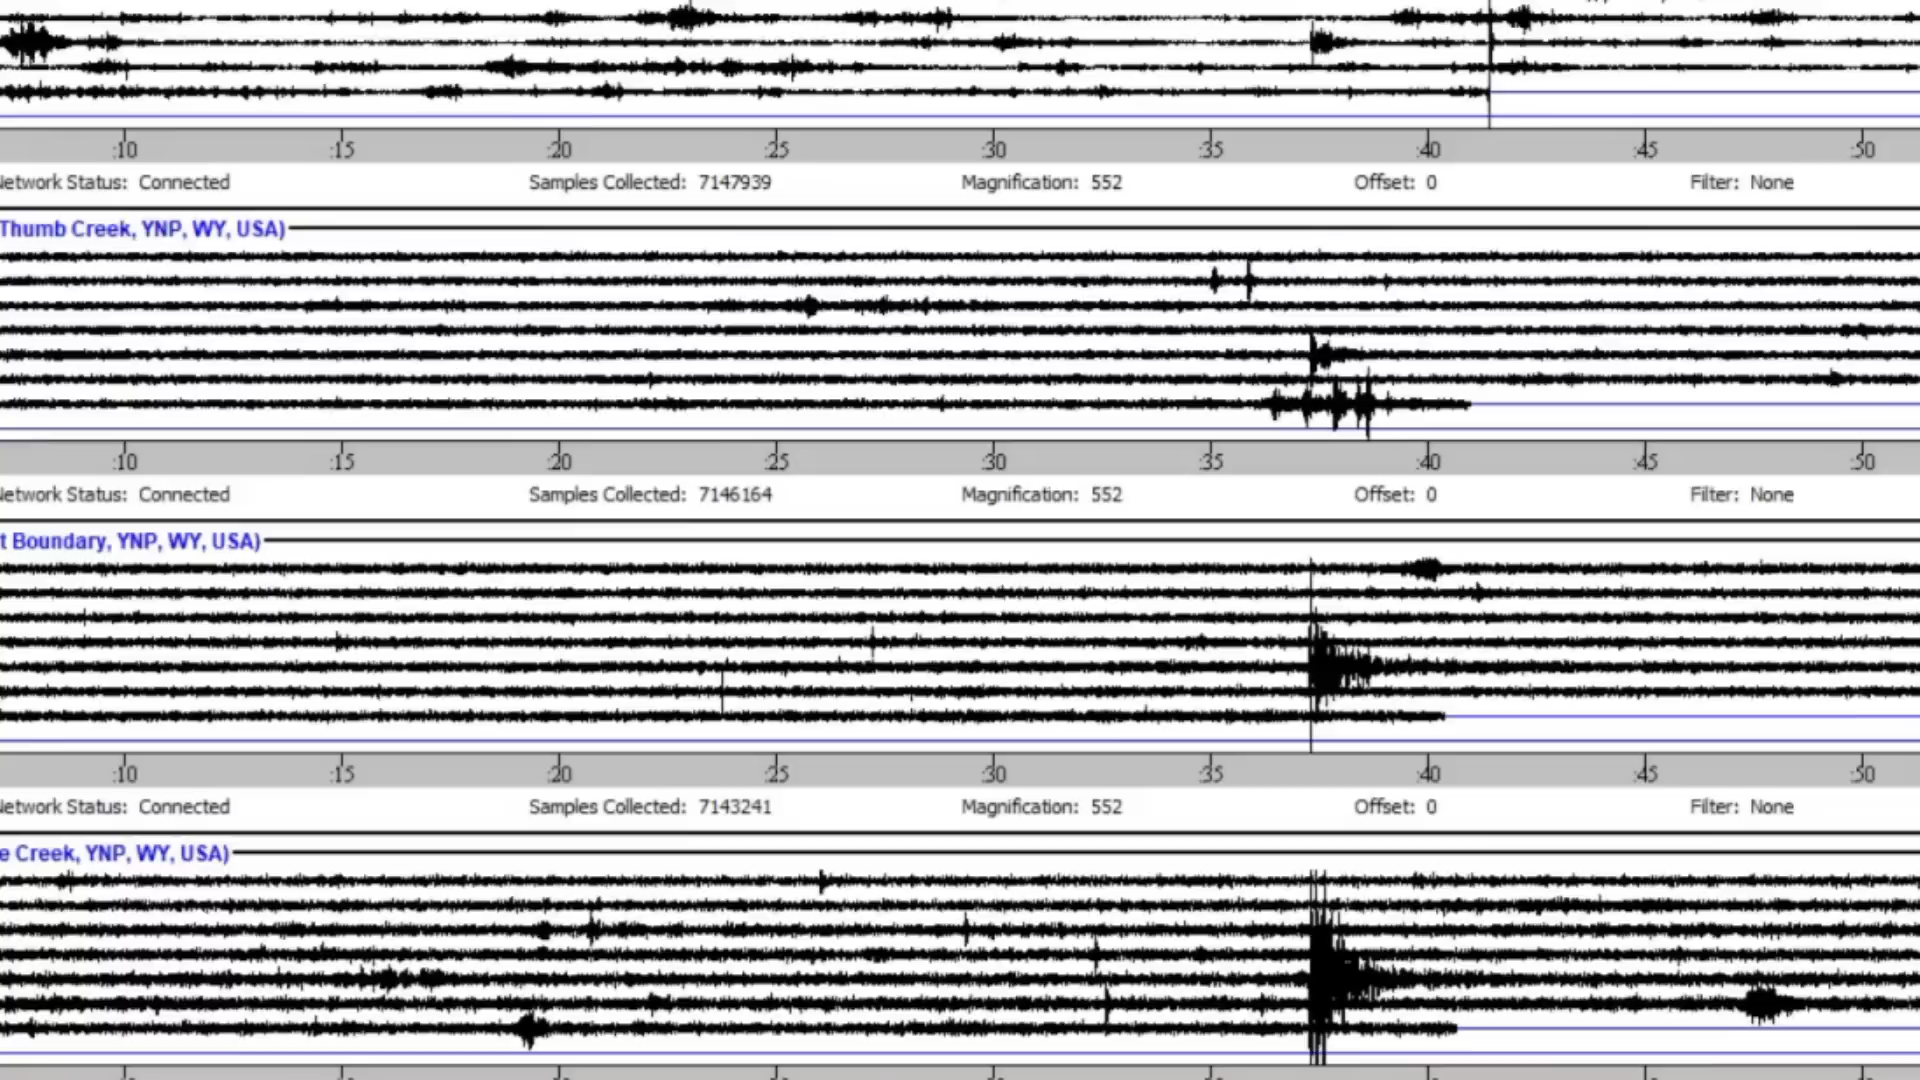 :10 :15 :20 :25 :30 :35 :40 :45 :50
Network Status: Connected Samples Collected: 7147939 Magnification: 552 Offset: 0 Filter: None
Thumb Creek, YNP, WY, USA)
:10 :15 :20 :25 :30 :35 :40 :45 :50
Network Status: Connected Samples Collected: 7146164 Magnification: 552 Offset: 0 Filter: None
t Boundary, YNP, WY, USA)
:10 :15 :20 :25 :30 :35 :40 :45 :50
Network Status: Connected Samples Collected: 7143241 Magnification: 552 Offset: 0 Filter: None
e Creek, YNP, WY, USA)